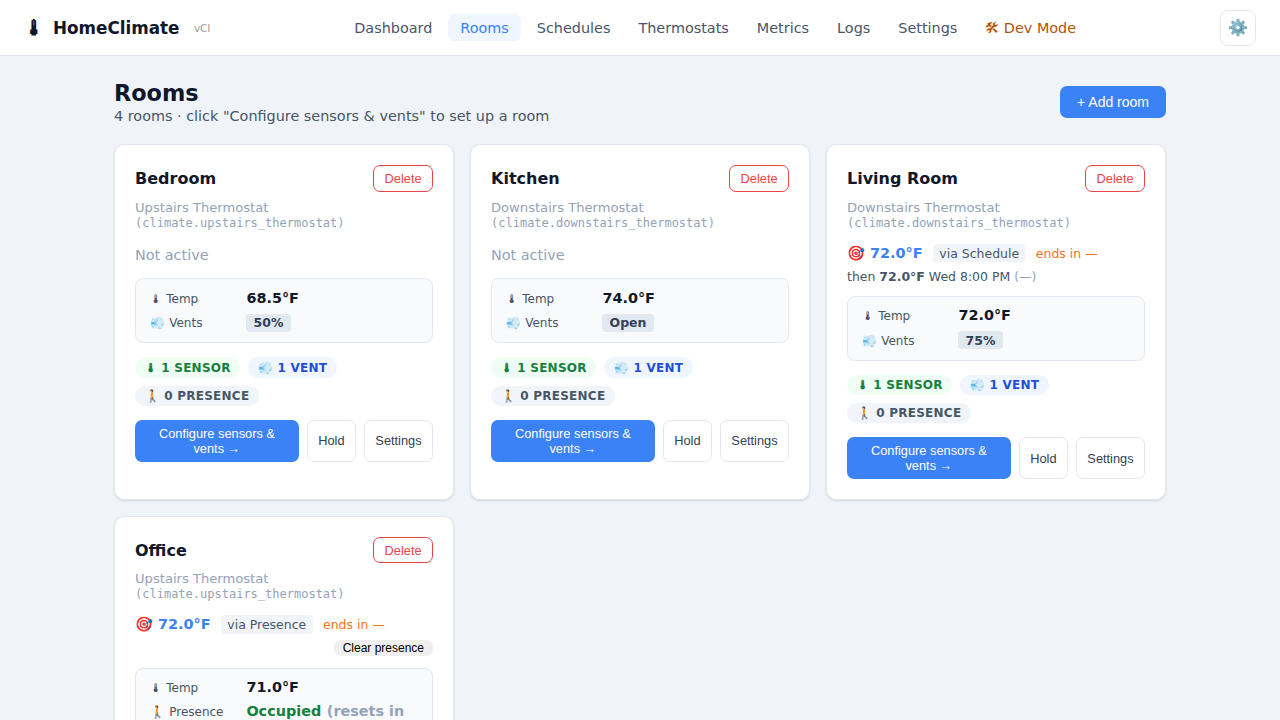 HomeClimate vCI Dashboard Rooms Schedules Thermostats Metrics Logs Settings 🛠 Dev Mode
Rooms
4 rooms · click "Configure sensors & vents" to set up a room
+ Add room
Bedroom Delete
Upstairs Thermostat
(climate.upstairs_thermostat)
Not active
Temp 68.5°F
Vents 50%
1 SENSOR 1 VENT
0 PRESENCE
Configure sensors &
vents →
Hold Settings
Kitchen Delete
Downstairs Thermostat
(climate.downstairs_thermostat)
Not active
Temp 74.0°F
Vents Open
1 SENSOR 1 VENT
0 PRESENCE
Configure sensors &
vents →
Hold Settings
Living Room Delete
Downstairs Thermostat
(climate.downstairs_thermostat)
72.0°F via Schedule ends in —
then 72.0°F Wed 8:00 PM (—)
Temp 72.0°F
Vents 75%
1 SENSOR 1 VENT
0 PRESENCE
Configure sensors &
vents →
Hold Settings
Office Delete
Upstairs Thermostat
(climate.upstairs_thermostat)
72.0°F via Presence ends in —
Clear presence
Temp 71.0°F
Presence Occupied (resets in